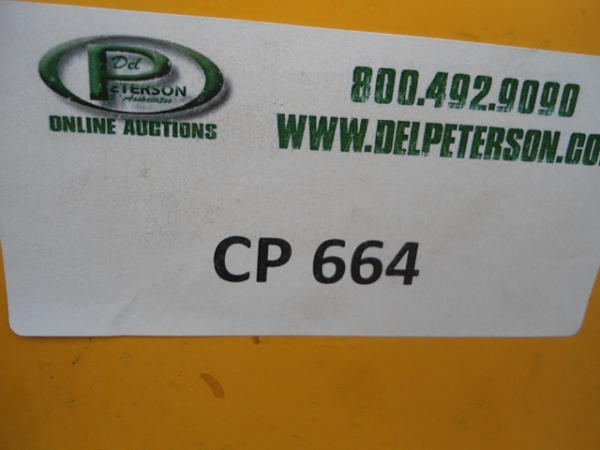 Del
PETERSON
Associates
ONLINE AUCTIONS
800.492.9090
WWW.DELPETERSON.CO
CP 664